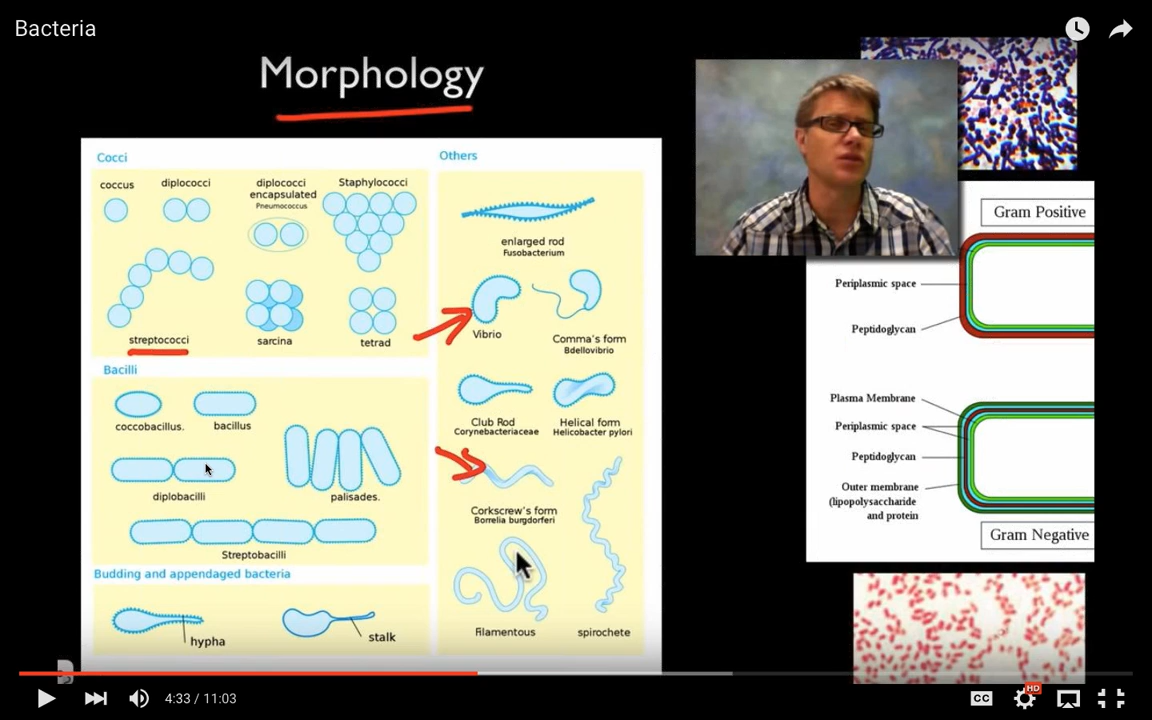 Bacteria
Morphology
Cocci
coccus
diplococi
diplococi
encapsulated
Pneumococcus
Staphylococci
streptococci
sarcina
tetrad
Bacilli
coccobacillus.
bacillus
diplobacilli
palisades.
Streptobacilli
Budding and appendaged bacteria
hypha
stalk
Others
enlarged rod
Fusobacterium
Vibrio
Comma's form
Bdellovibrio
Club Rod
Corynebacteriaceae
Helical form
Helicobacter pylori
Corkscrew's form
Borrelia burgdorferi
Filamentous
spirochete
Gram Positive
Periplasmic space
Peptidoglycan
Plasma Membrane
Periplasmic space
Peptidoglycan
Outer membrane
(lipopolysaccharide
and protein
Gram Negative
4:33 / 11:03
CC
HD